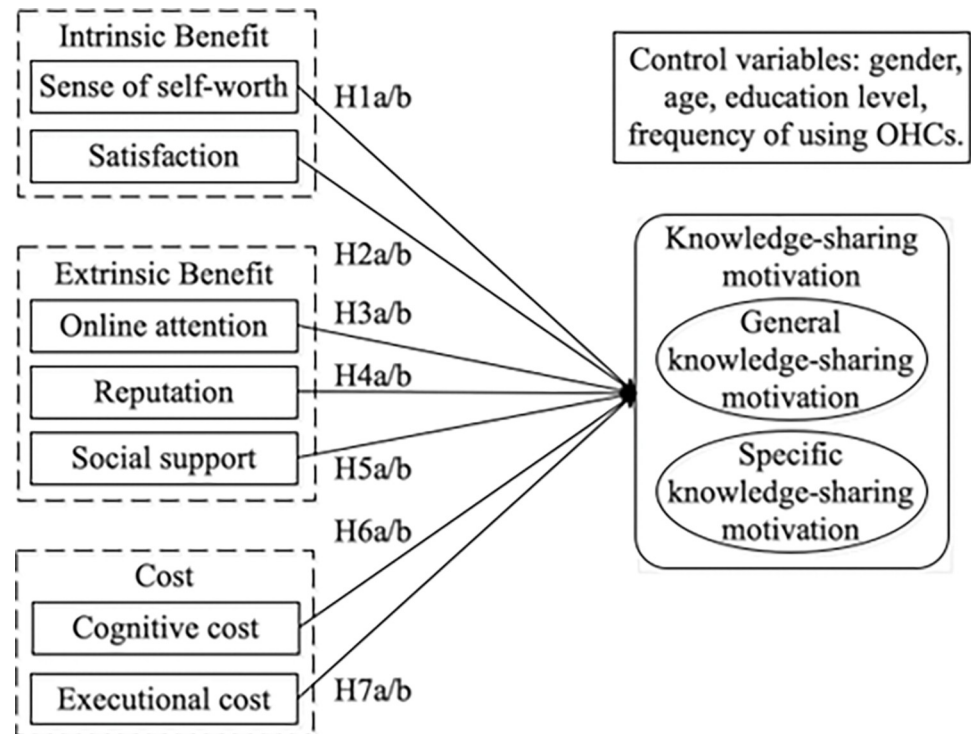 Intrinsic Benefit
Sense of self-worth
Satisfaction
H1a/b
H2a/b
Extrinsic Benefit
Online attention
Reputation
Social support
H3a/b
H4a/b
H5a/b
H6a/b
Cost
Cognitive cost
Executional cost
H7a/b
Control variables: gender,
age, education level,
frequency of using OHCs.
Knowledge-sharing
motivation
General
knowledge-sharing
motivation
Specific
knowledge-sharing
motivation